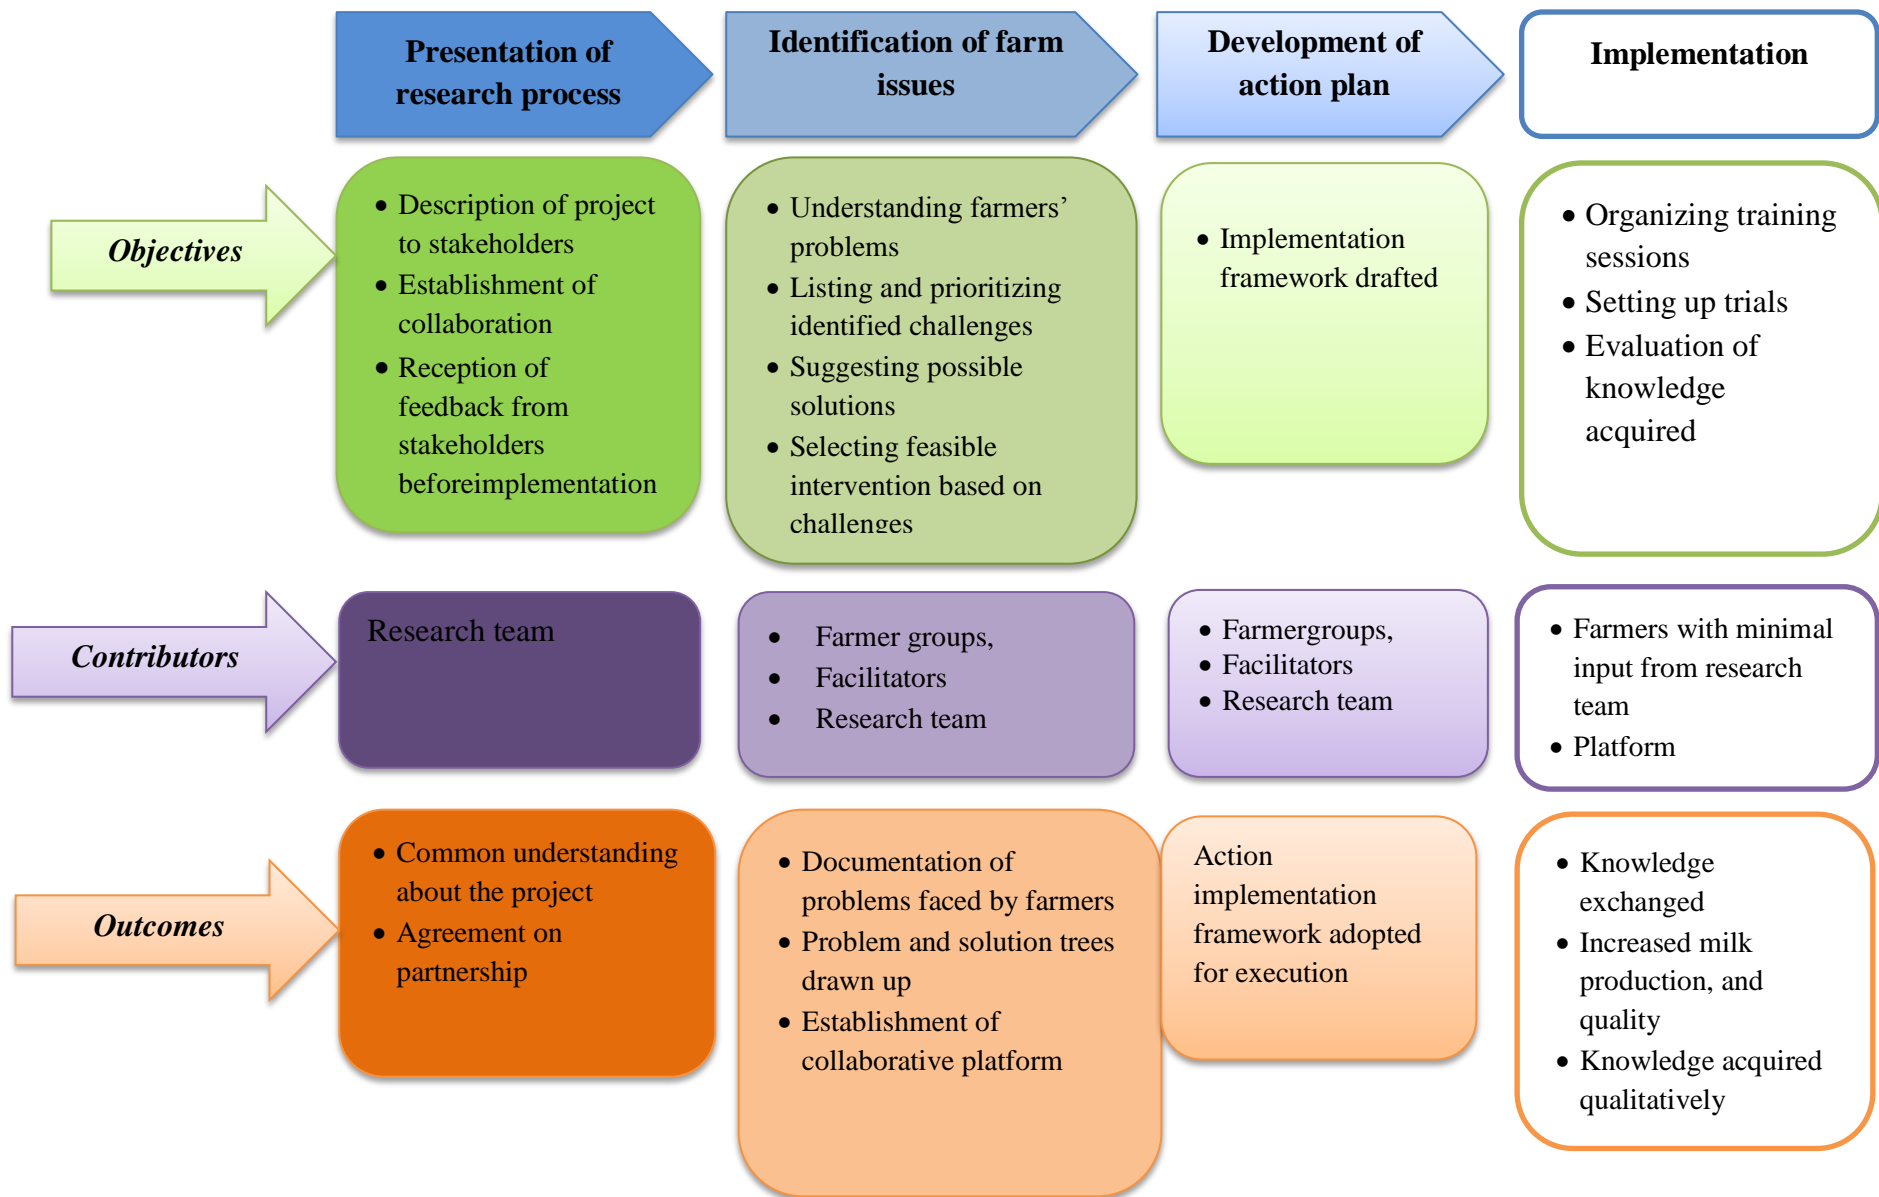 Presentation of
research process
Identification of farm
issues
Development of
action plan
Implementation
Objectives
• Description of project
to stakeholders
• Establishment of
collaboration
• Reception of
feedback from
stakeholders
beforeimplementation
• Understanding farmers’
problems
• Listing and prioritizing
identified challenges
• Suggesting possible
solutions
• Selecting feasible
intervention based on
challenges
• Implementation
framework drafted
• Organizing training
sessions
• Setting up trials
• Evaluation of
knowledge
acquired
Contributors
Research team
• Farmer groups,
• Facilitators
• Research team
• Farmergroups,
• Facilitators
• Research team
• Farmers with minimal
input from research
team
• Platform
Outcomes
• Common understanding
about the project
• Agreement on
partnership
• Documentation of
problems faced by farmers
• Problem and solution trees
drawn up
• Establishment of
collaborative platform
Action
implementation
framework adopted
for execution
• Knowledge
exchanged
• Increased milk
production, and
quality
• Knowledge acquired
qualitatively